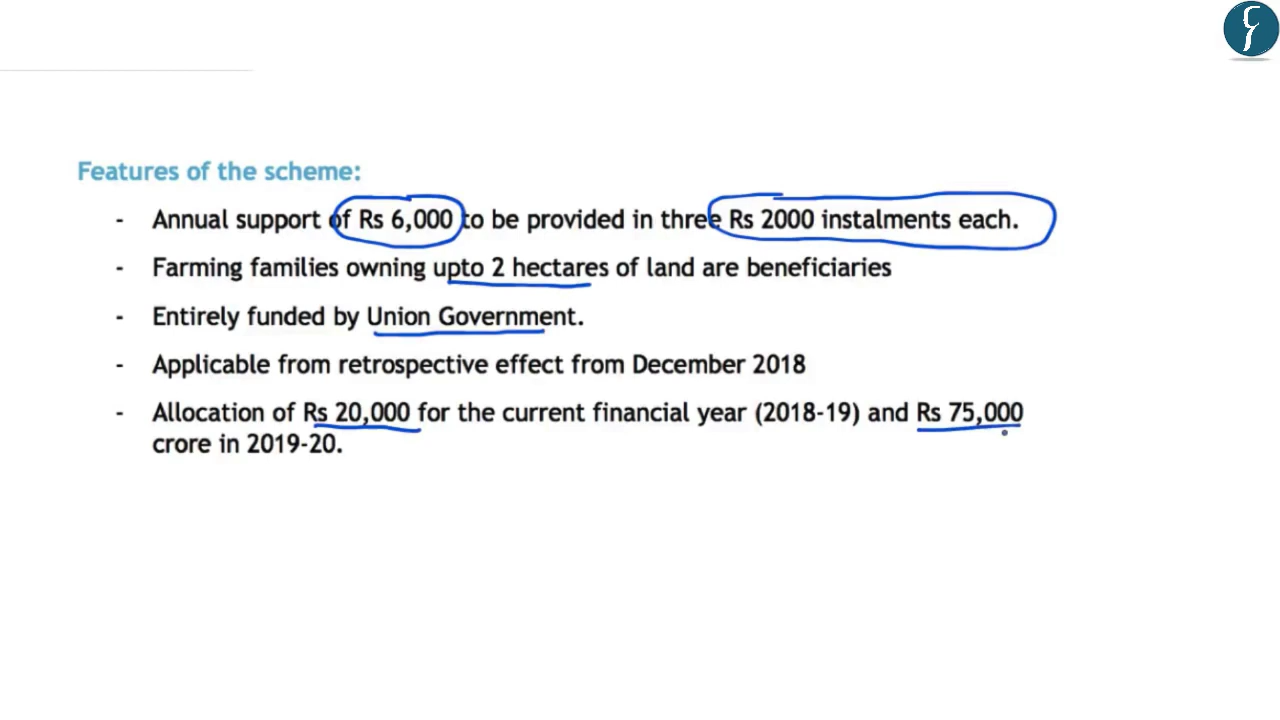 Features of the scheme:
- Annual support of Rs 6,000 to be provided in three Rs 2000 instalments each.
- Farming families owning upto 2 hectares of land are beneficiaries
- Entirely funded by Union Government.
- Applicable from retrospective effect from December 2018
- Allocation of Rs 20,000 for the current financial year (2018-19) and Rs 75,000
crore in 2019-20.